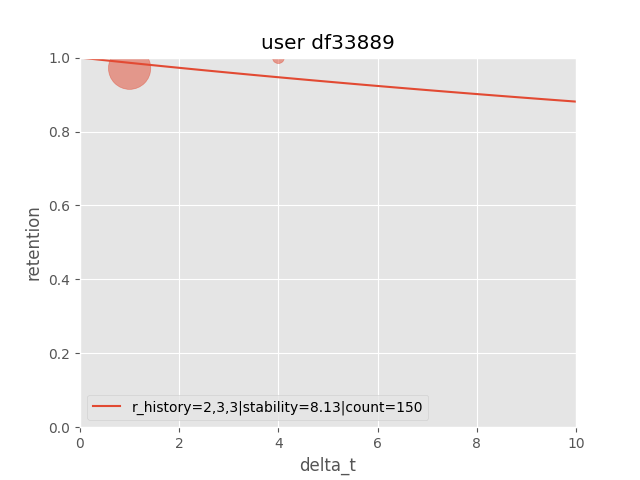 user df33889
1.0
0.8
0.6
0.4
0.2
0.0
retention
r_history=2,3,3|stability=8.13|count=150
0 2 4 6 8 10
delta_t